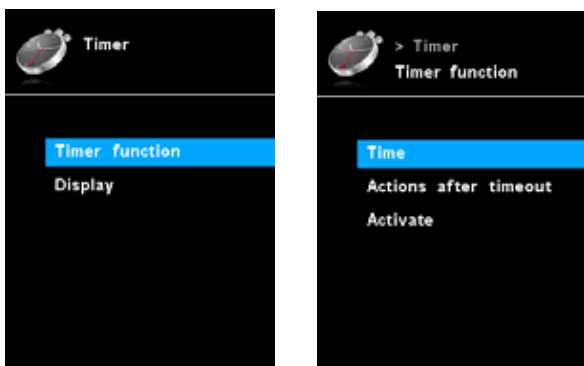 Timer
Timer function
Display
> Timer
Timer function
Time
Actions after timeout
Activate